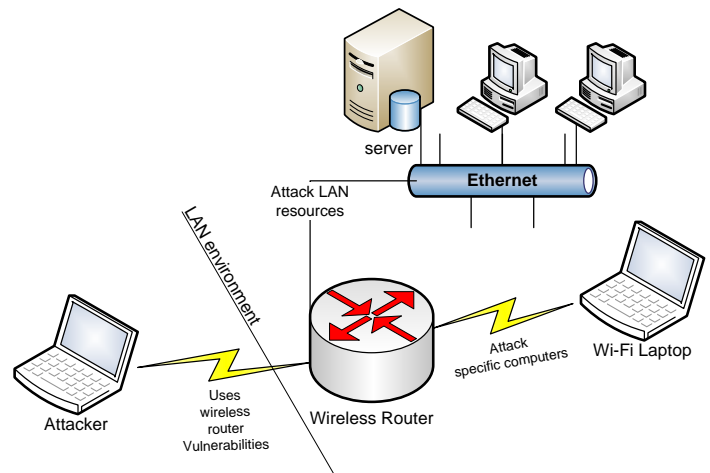 server
Ethernet
Attack LAN
resources
LAN environment
Attacker
Uses
wireless
router
Vulnerabilities
Wireless Router
Attack
specific computers
Wi-Fi Laptop